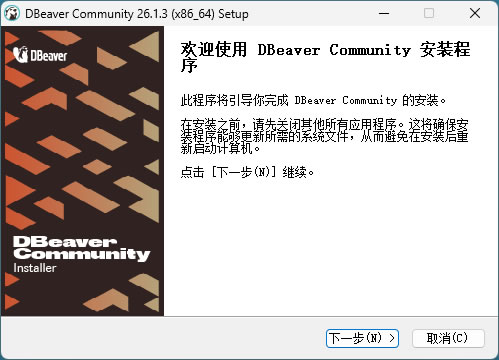 DBeaver Community 26.1.3 (x86_64) Setup
DBeaver
欢迎使用 DBeaver Community 安装程
序
此程序将引导你完成 DBeaver Community 的安装。
在安装之前，请先关闭其他所有应用程序。这将确保安
装程序能够更新所需的系统文件，从而避免在安装后重
新启动计算机。
点击 [下一步(N)] 继续。
DBeaver
Community
Installer
下一步(N) >
取消(C)